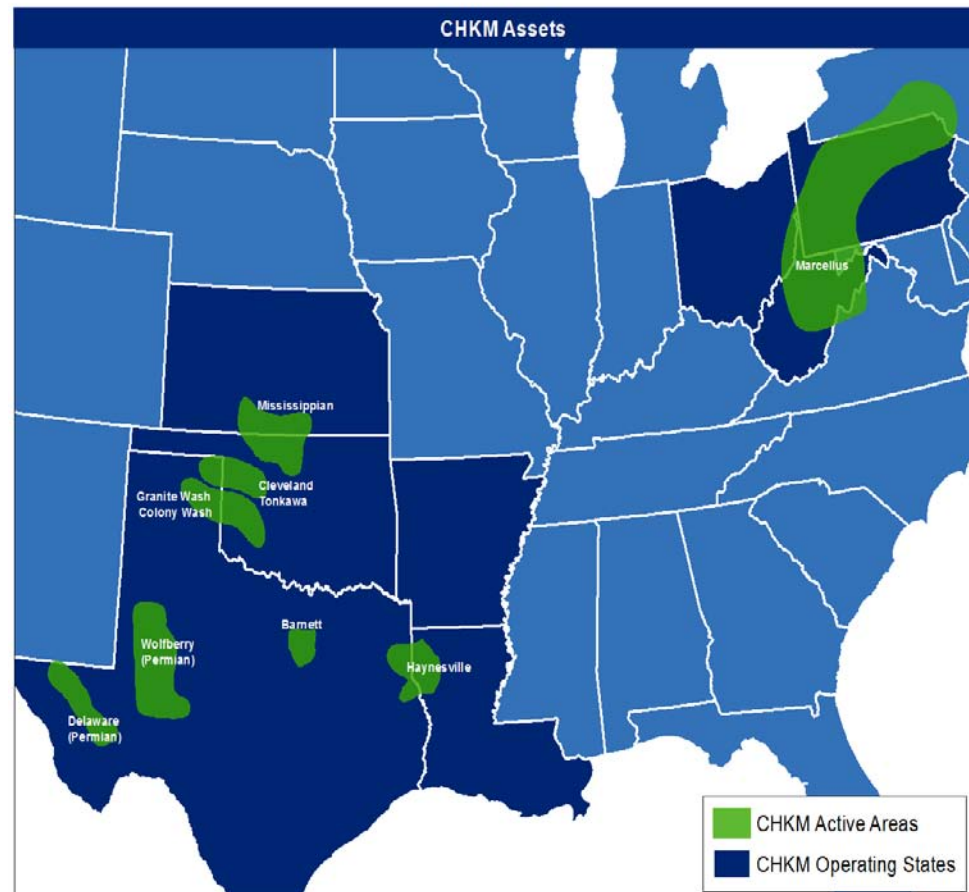 CHKM Assets
Marcellus
Mississippian
Cleveland
Tonkawa
Granite Wash
Colony Wash
Barnett
Wolfberry
(Permian)
Haynesville
Delaware
(Permian)
CHKM Active Areas
CHKM Operating States